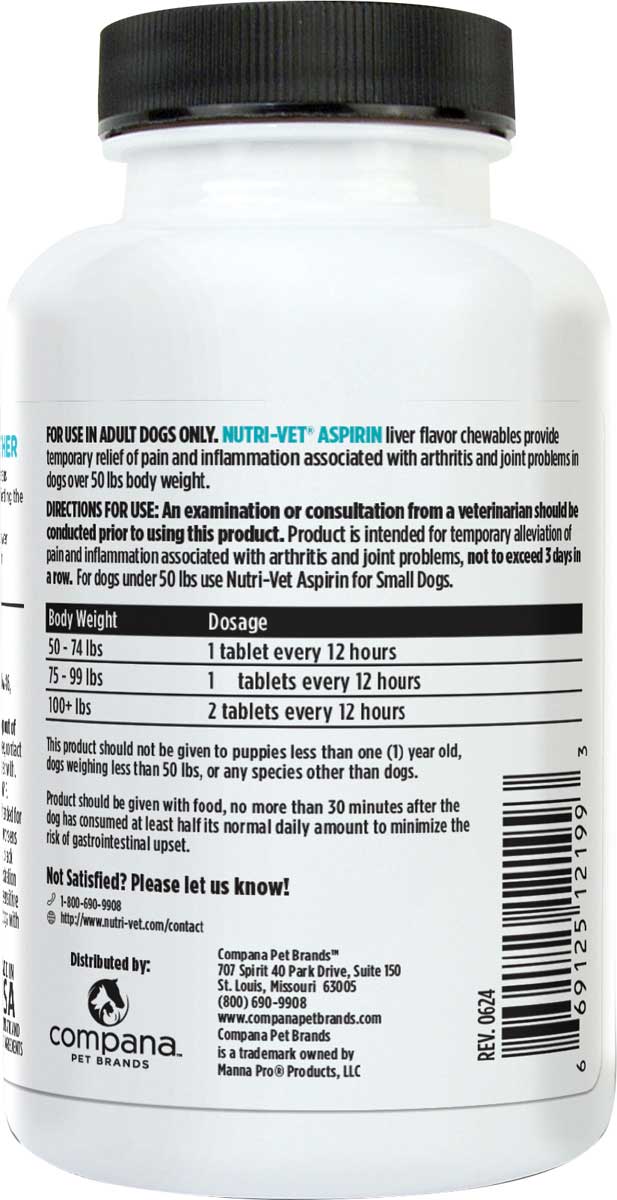 FOR USE IN ADULT DOGS ONLY. NUTRI-VET® ASPIRIN liver flavor chewables provide
temporary relief of pain and inflammation associated with arthritis and joint problems in
dogs over 50 lbs body weight.
DIRECTIONS FOR USE: An examination or consultation from a veterinarian should be
conducted prior to using this product. Product is intended for temporary alleviation of
pain and inflammation associated with arthritis and joint problems, not to exceed 3 days in
a row. For dogs under 50 lbs use Nutri-Vet Aspirin for Small Dogs.
Body Weight Dosage
50 - 74 lbs 1 tablet every 12 hours
75 - 99 lbs 1 tablets every 12 hours
100+ lbs 2 tablets every 12 hours
This product should not be given to puppies less than one (1) year old,
dogs weighing less than 50 lbs, or any species other than dogs.
Product should be given with food, no more than 30 minutes after the
dog has consumed at least half its normal daily amount to minimize the
risk of gastrointestinal upset.
Not Satisfied? Please let us know!
1-800-690-9908
http://www.nutri-vet.com/contact
Distributed by:
compana™
PET BRANDS
Compana Pet Brands™
707 Spirit 40 Park Drive, Suite 150
St. Louis, Missouri 63005
(800) 690-9908
www.companapetbrands.com
Compana Pet Brands
is a trademark owned by
Manna Pro® Products, LLC
REV. 0624
6 69125 12199 3